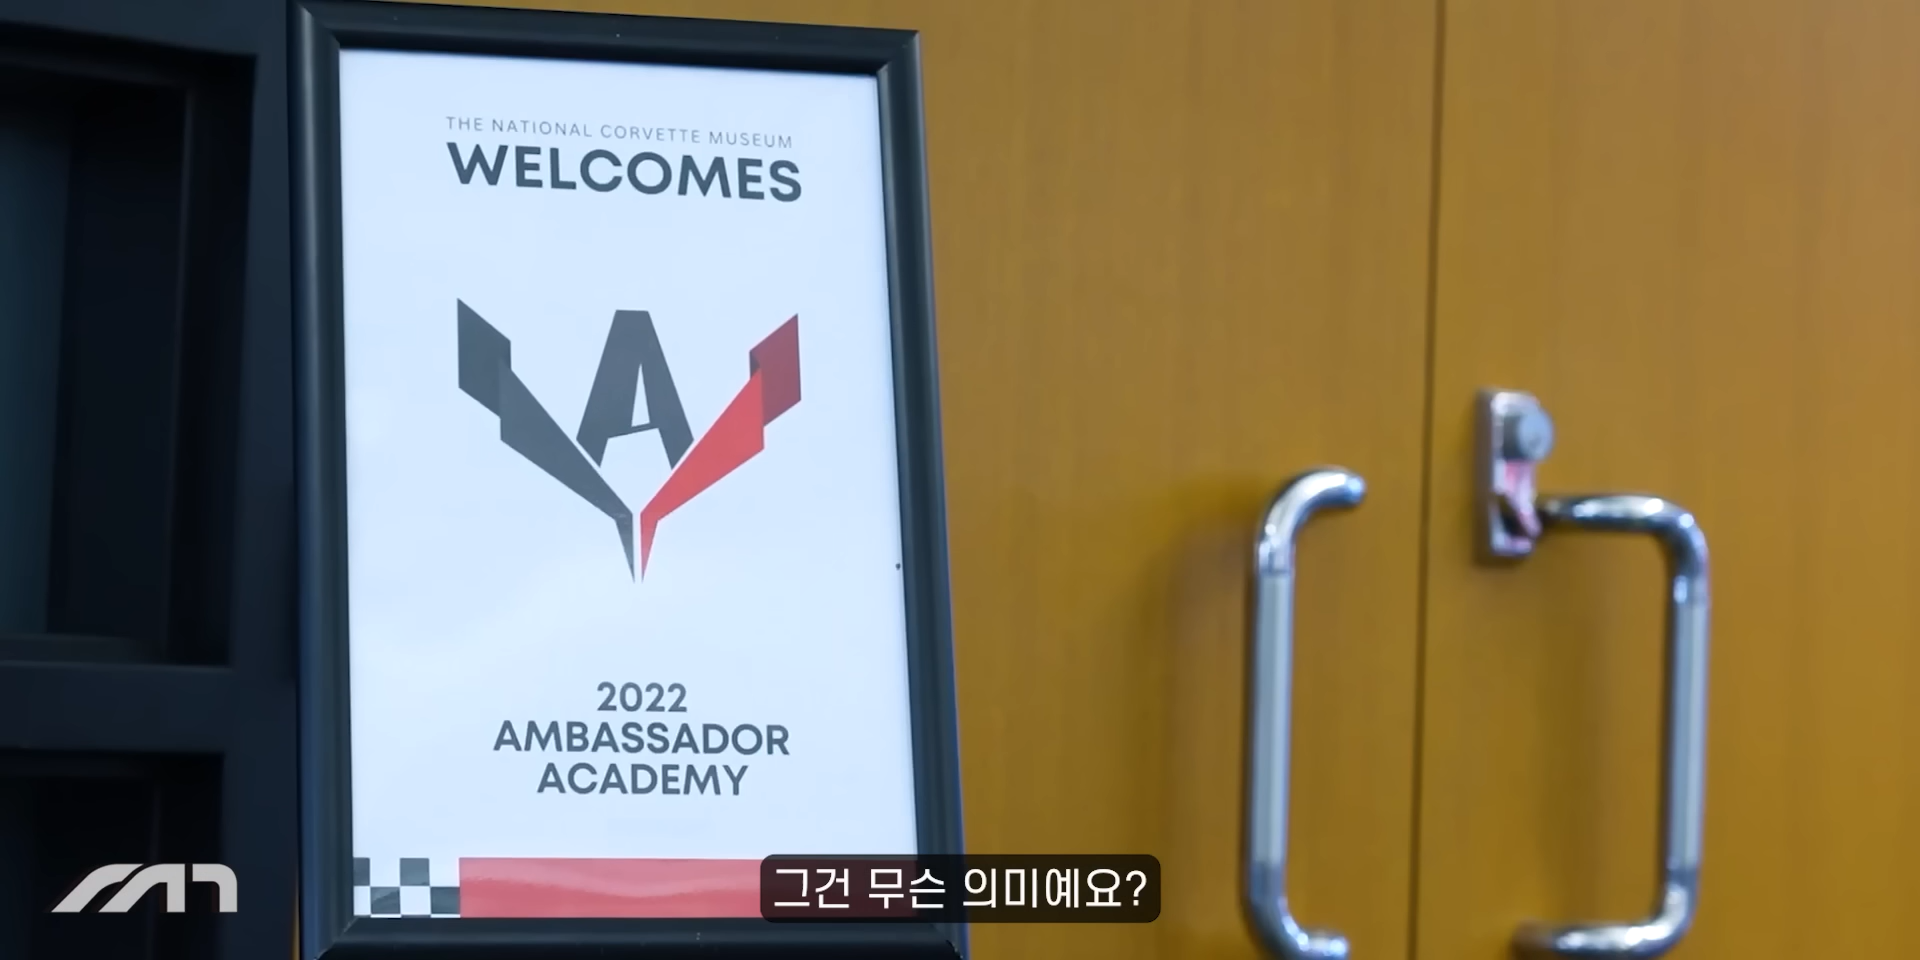 THE NATIONAL CORVETTE MUSEUM
WELCOMES
A
2022
AMBASSADOR
ACADEMY
그건 무슨 의미예요?